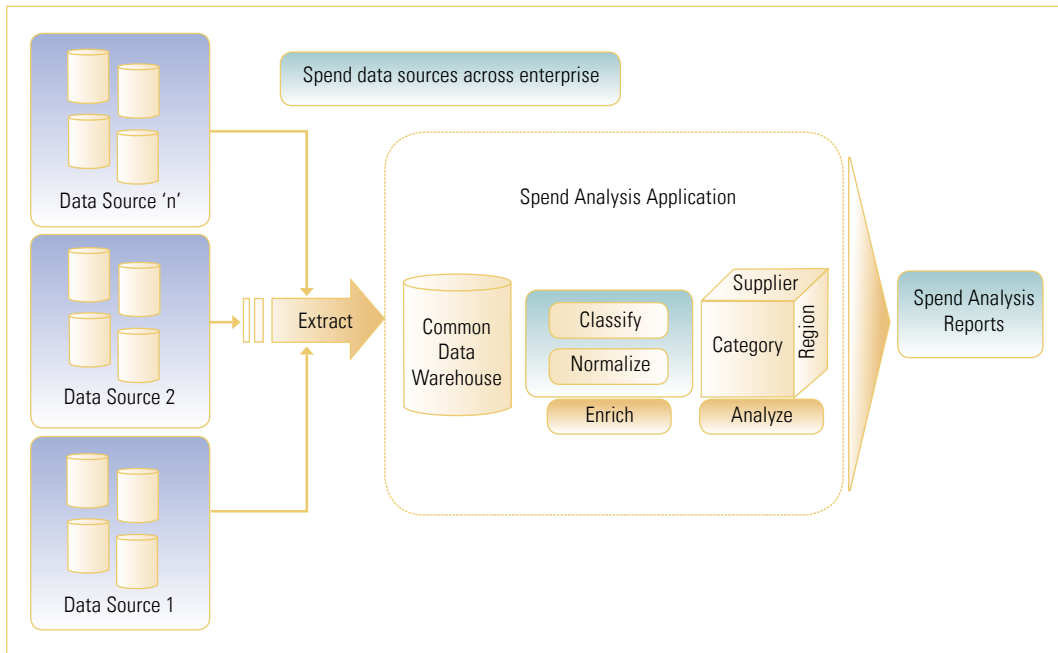 Spend data sources across enterprise
Data Source ‘n’
Data Source 2
Data Source 1
Extract
Spend Analysis Application
Common
Data
Warehouse
Classify
Normalize
Enrich
Supplier
Category
Region
Analyze
Spend Analysis
Reports